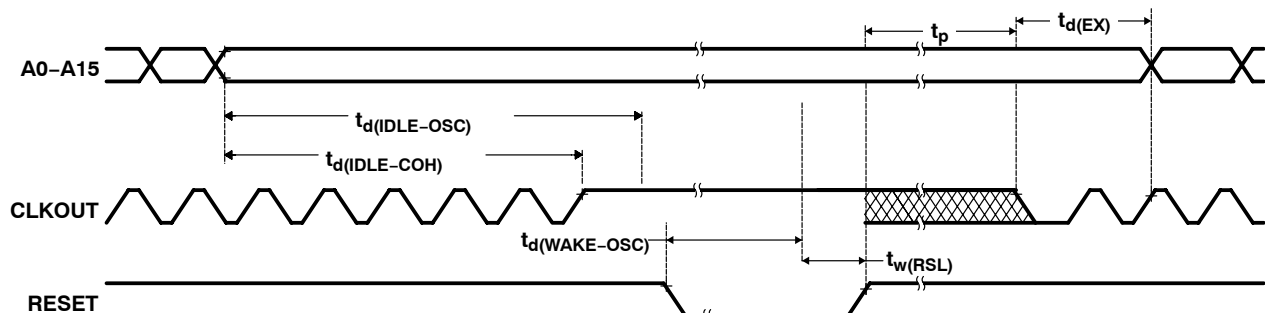 tp
td(EX)
A0–A15
td(IDLE–OSC)
td(IDLE–COH)
CLKOUT
td(WAKE–OSC)
tw(RSL)
RESET